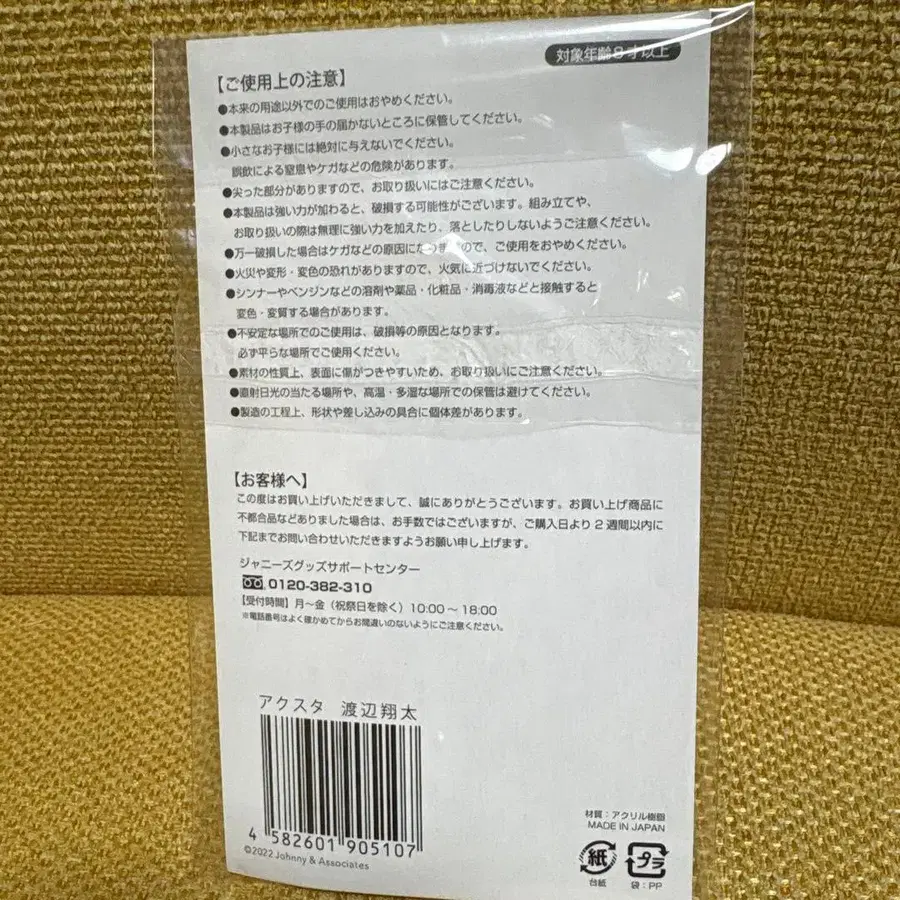 対象年齢8才以上
【ご使用上の注意】
●本来の用途以外でのご使用はおやめください。
●本製品はお子様の手の届かないところに保管してください。
●小さなお子様には絶対に与えないでください。
誤飲による窒息やケガなどの危険があります。
●尖った部分がありますので、お取り扱いにはご注意ください。
●本製品は強い力が加わると、破損する可能性がございます。組み立てや、
お取り扱いの際は無理に強い力を加えたり、落としたりしないようご注意ください。
●万一破損した場合はケガなどの原因になりますので、ご使用をおやめください。
●火災や変形・変色の恐れがありますので、火気に近づけないでください。
●シンナーやベンジンなどの溶剤や薬品・化粧品・消毒液などと接触すると
変色・変質する場合があります。
●不安定な場所でのご使用は、破損等の原因となります。
必ず平らな場所でご使用ください。
●素材の性質上、表面に傷がつきやすいため、お取り扱いにご注意ください。
●直射日光の当たる場所や、高温・多湿な場所での保管は避けてください。
●製造の工程上、形状や差し込みの具合に個体差があります。
【お客様へ】
この度はお買い上げいただきまして、誠にありがとうございます。お買い上げ商品に
不都合品などありました場合は、お手数ではございますが、ご購入日より2週間以内に
下記までお問い合わせいただきますようお願い申し上げます。
ジャニーズグッズサポートセンター
0120-382-310
【受付時間】月〜金（祝祭日を除く）10:00〜18:00
※電話番号はよく確かめてからお間違いのないようにご注意ください。
アクスタ 渡辺翔太
4 582601 905107
©2022 Johnny & Associates
材質：アクリル樹脂
MADE IN JAPAN
紙 プラ
台紙 袋：PP